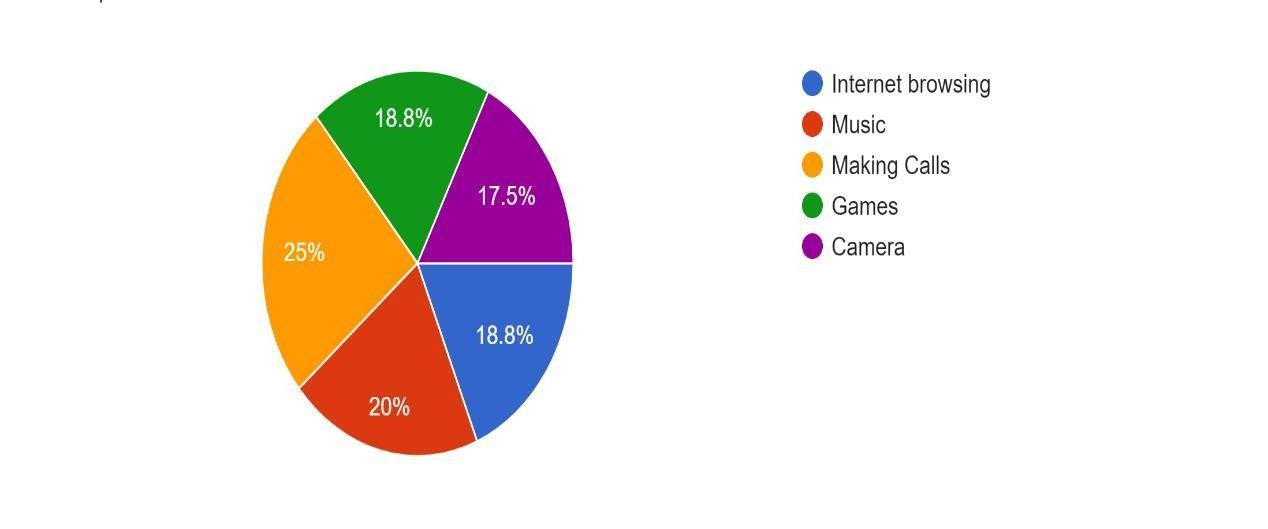 18.8%
17.5%
25%
18.8%
20%
Internet browsing
Music
Making Calls
Games
Camera